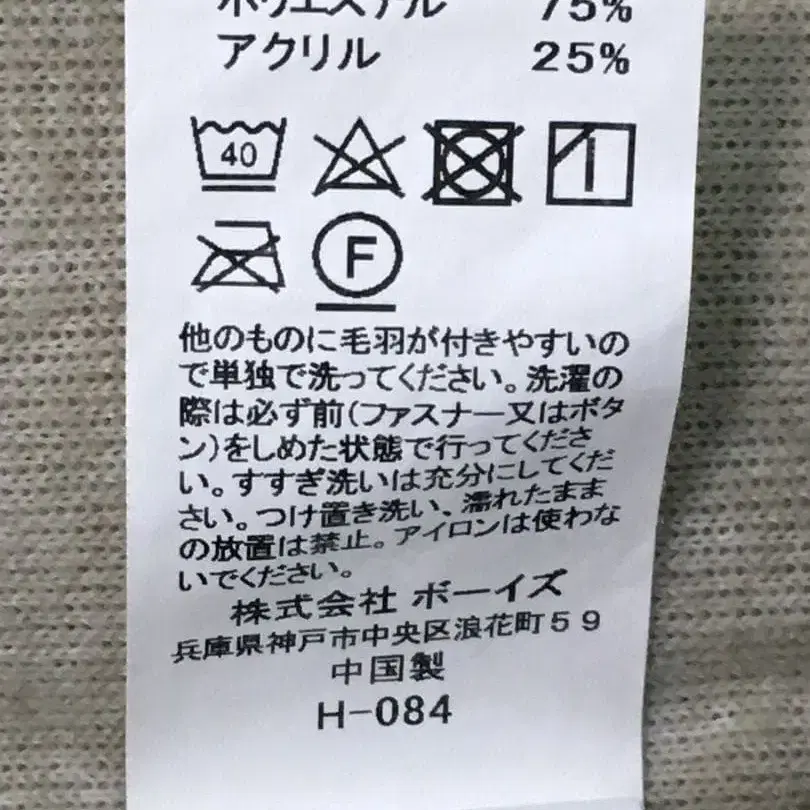 ポリエステル 75%
アクリル 25%
40
F
他のものに毛羽が付きやすいの
で単独で洗ってください。洗濯の
際は必ず前(ファスナー又はボタ
ン)をしめた状態で行ってくださ
い。すすぎ洗いは充分にしてくだ
さい。つけ置き洗い、濡れたまま
の放置は禁止。アイロンは使わな
いでください。
株式会社 ボーイズ
兵庫県神戸市中央区浪花町59
中国製
H-084